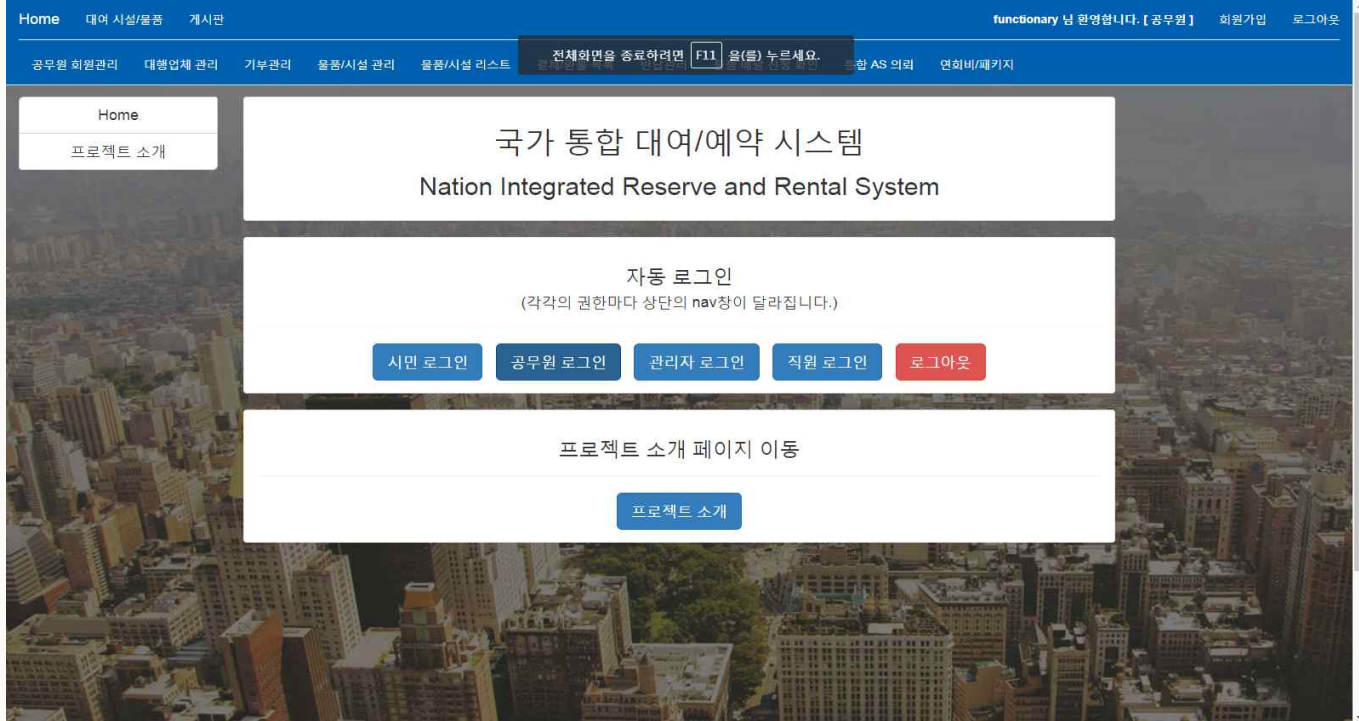 Home 대여 시설/물품 게시판 functionary 님 환영합니다. [ 공무원 ] 회원가입 로그아웃
전체화면을 종료하려면 F11 을(를) 누르세요.
공무원 회원관리 대행업체 관리 기부관리 물품/시설 관리 물품/시설 리스트 AS 의뢰 연회비/패키지
Home
프로젝트 소개
국가 통합 대여/예약 시스템
Nation Integrated Reserve and Rental System
자동 로그인
(각각의 권한마다 상단의 nav창이 달라집니다.)
시민 로그인 공무원 로그인 관리자 로그인 직원 로그인 로그아웃
프로젝트 소개 페이지 이동
프로젝트 소개